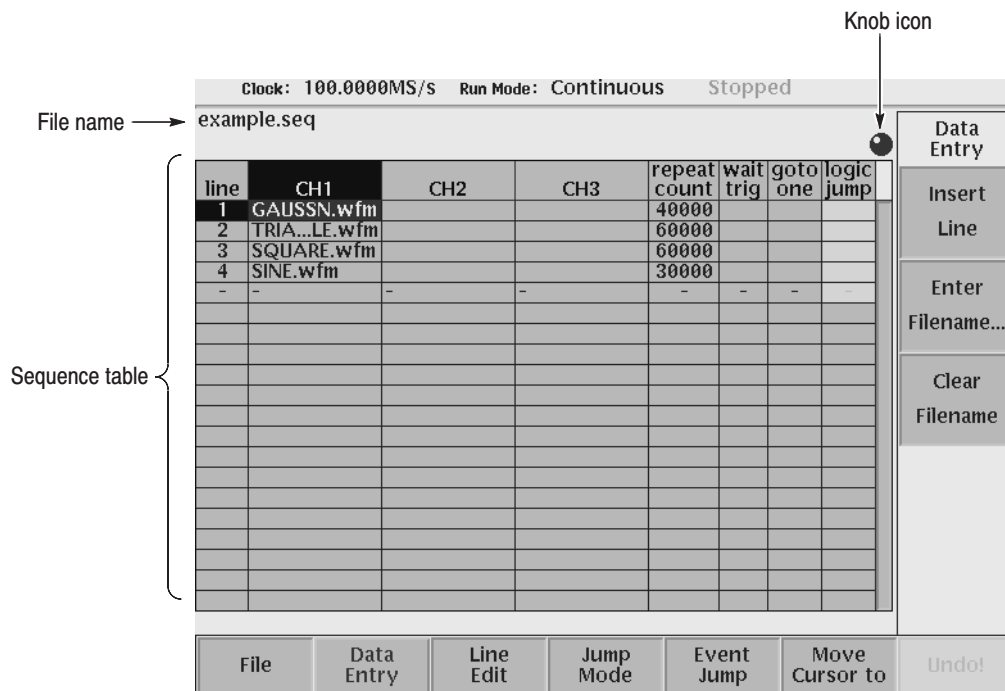 Knob icon
Clock: 100.0000MS/s Run Mode: Continuous Stopped
File name
example.seq
Data
Entry
line CH1 CH2 CH3 repeat count wait trig goto one logic jump
1 GAUSSN.wfm 40000
2 TRIA...LE.wfm 60000
3 SQUARE.wfm 60000
4 SINE.wfm 30000
- - - - - - - -
Insert
Line
Enter
Filename...
Clear
Filename
Sequence table
File
Data
Entry
Line
Edit
Jump
Mode
Event
Jump
Move
Cursor to
Undo!